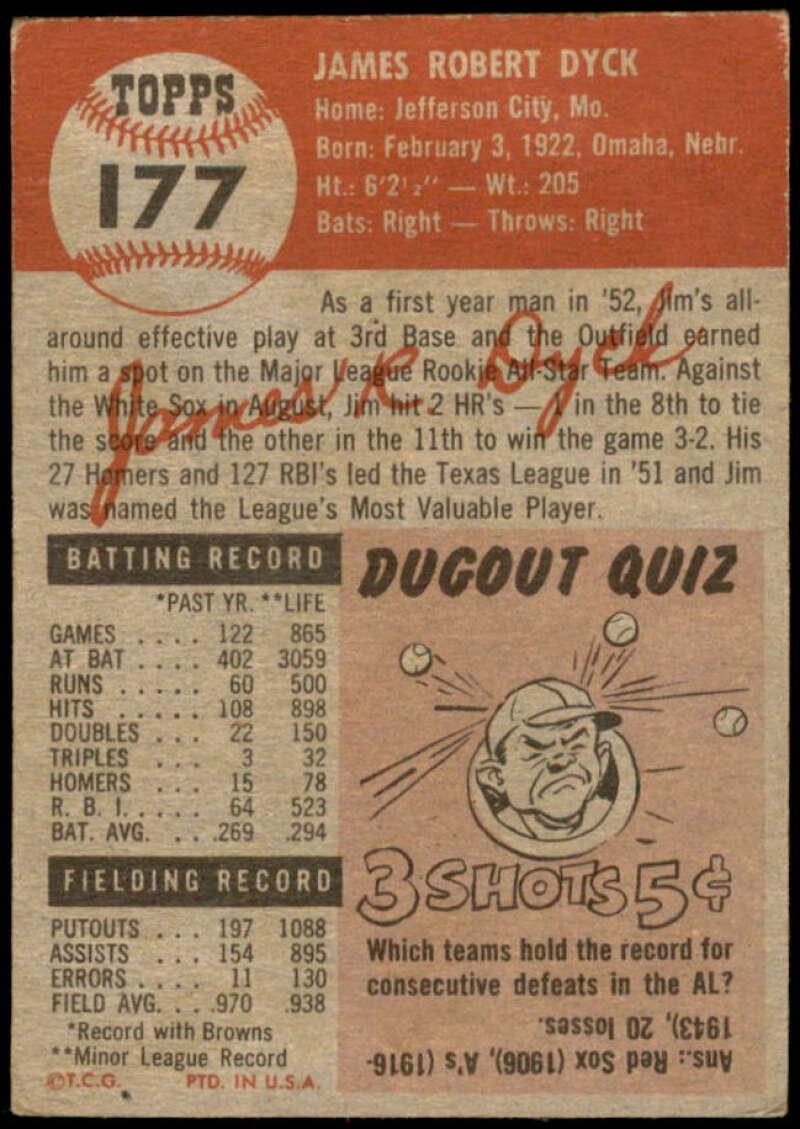 TOPPS
177
JAMES ROBERT DYCK
Home: Jefferson City, Mo.
Born: February 3, 1922, Omaha, Nebr.
Ht.: 6'2½" — Wt.: 205
Bats: Right — Throws: Right
As a first year man in '52, Jim's all-
around effective play at 3rd Base and the Outfield earned
him a spot on the Major League Rookie All-Star Team. Against
the White Sox in August, Jim hit 2 HR's — 1 in the 8th to tie
the score and the other in the 11th to win the game 3-2. His
27 Homers and 127 RBI's led the Texas League in '51 and Jim
was named the League's Most Valuable Player.
James R. Dyck
BATTING RECORD
*PAST YR. **LIFE
GAMES .... 122 865
AT BAT .... 402 3059
RUNS ..... 60 500
HITS ..... 108 898
DOUBLES ... 22 150
TRIPLES ... 3 32
HOMERS ... 15 78
R. B. I. .... 64 523
BAT. AVG. .. .269 .294
FIELDING RECORD
PUTOUTS ... 197 1088
ASSISTS ... 154 895
ERRORS .... 11 130
FIELD AVG. .. .970 .938
*Record with Browns
**Minor League Record
©T.C.G. PTD. IN U.S.A.
DUGOUT QUIZ
3 SHOTS 5¢
Which teams hold the record for
consecutive defeats in the AL?
Ans.: Red Sox (1906), A's (1916-
1943), 20 losses.